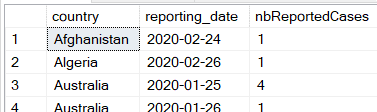 country reporting_date nbReportedCases
1 Afghanistan 2020-02-24 1
2 Algeria 2020-02-26 1
3 Australia 2020-01-25 4
4 Australia 2020-01-26 1